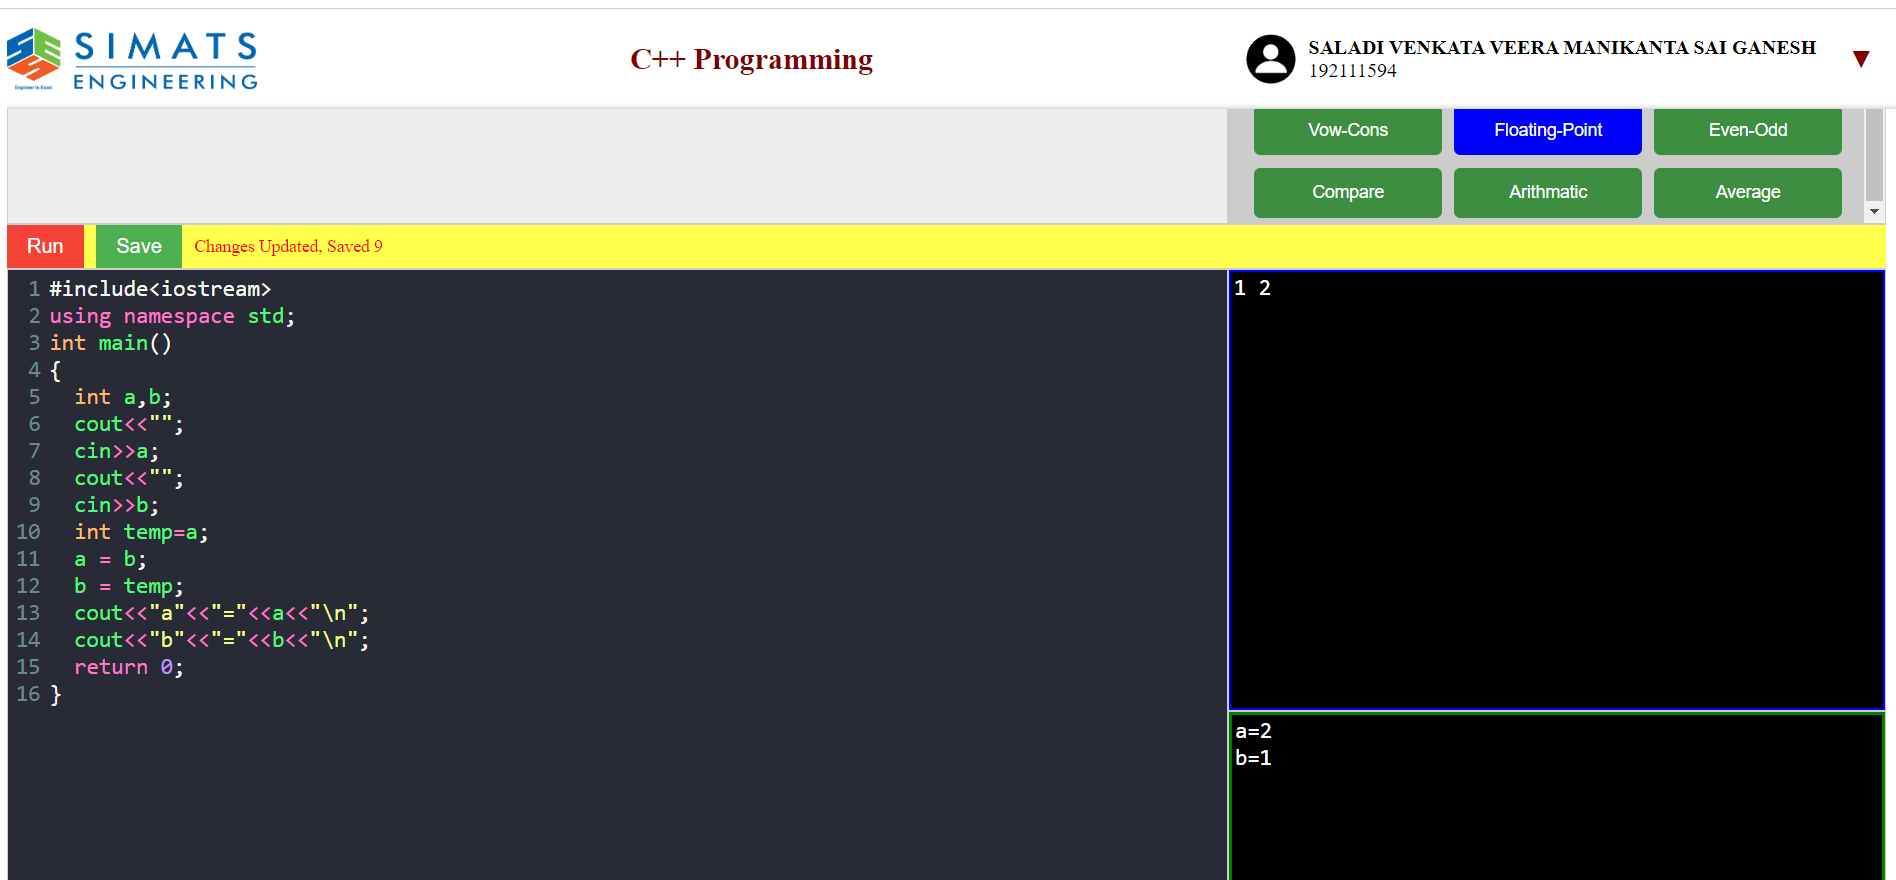 SIMATS
ENGINEERING
Engineer to Excel
C++ Programming
SALADI VENKATA VEERA MANIKANTA SAI GANESH
192111594
Vow-Cons
Floating-Point
Even-Odd
Compare
Arithmatic
Average
Run
Save
Changes Updated, Saved 9
1 #include<iostream>
2 using namespace std;
3 int main()
4 {
5   int a,b;
6   cout<<"";
7   cin>>a;
8   cout<<"";
9   cin>>b;
10   int temp=a;
11   a = b;
12   b = temp;
13   cout<<"a"<<"="<<a<<"\n";
14   cout<<"b"<<"="<<b<<"\n";
15   return 0;
16 }
1 2
a=2
b=1